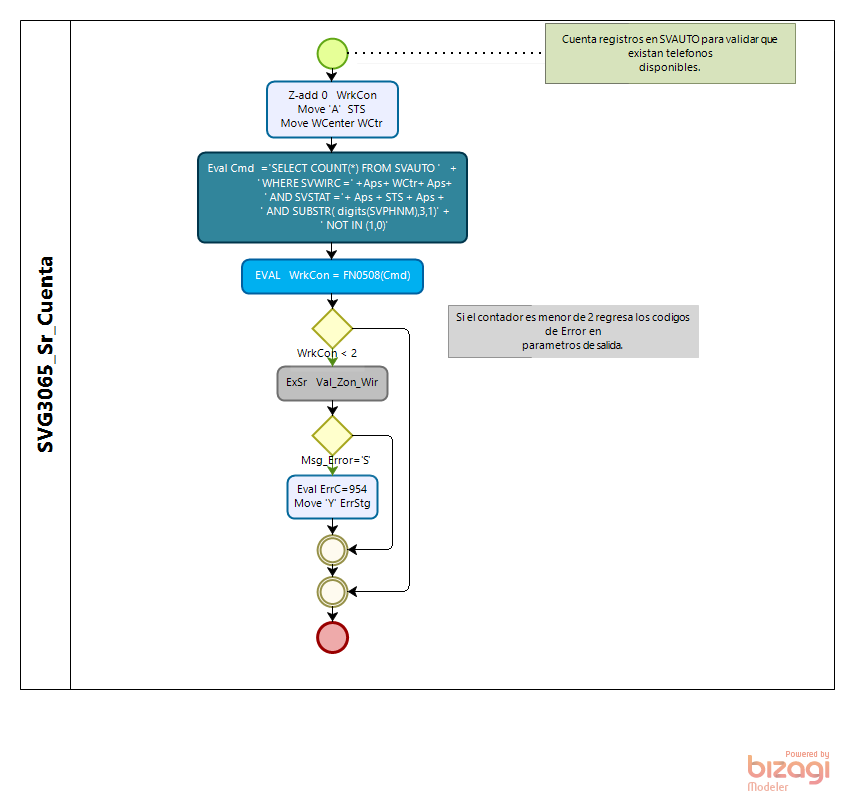 SVG3065_Sr_Cuenta
Cuenta registros en SVAUTO para validar que
existan telefonos
disponibles.
Z-add 0 WrkCon
Move 'A' STS
Move WCenter WCtr
Eval Cmd ='SELECT COUNT(*) FROM SVAUTO ' +
' WHERE SVWIRC =' +Aps+ WCtr+ Aps+
' AND SVSTAT ='+ Aps + STS + Aps +
' AND SUBSTR( digits(SVPHNM),3,1)' +
' NOT IN (1,0)'
EVAL WrkCon = FN0508(Cmd)
Si el contador es menor de 2 regresa los codigos
de Error en
parametros de salida.
WrkCon < 2
ExSr Val_Zon_Wir
Msg_Error='S'
Eval ErrC=954
Move 'Y' ErrStg
Powered by
bizagi
Modeler